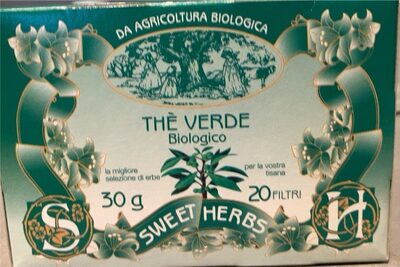 DA AGRICOLTURA BIOLOGICA
THÈ VERDE
Biologico
la migliore
selezione di erbe
per la vostra
tisana
30 g
20 FILTRI
S
SWEET HERBS
H